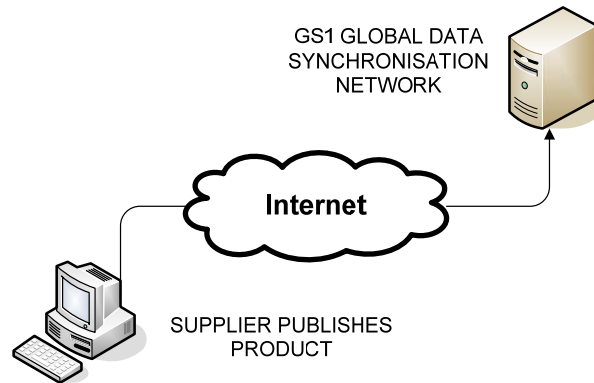 GS1 GLOBAL DATA
SYNCHRONISATION
NETWORK
Internet
SUPPLIER PUBLISHES
PRODUCT